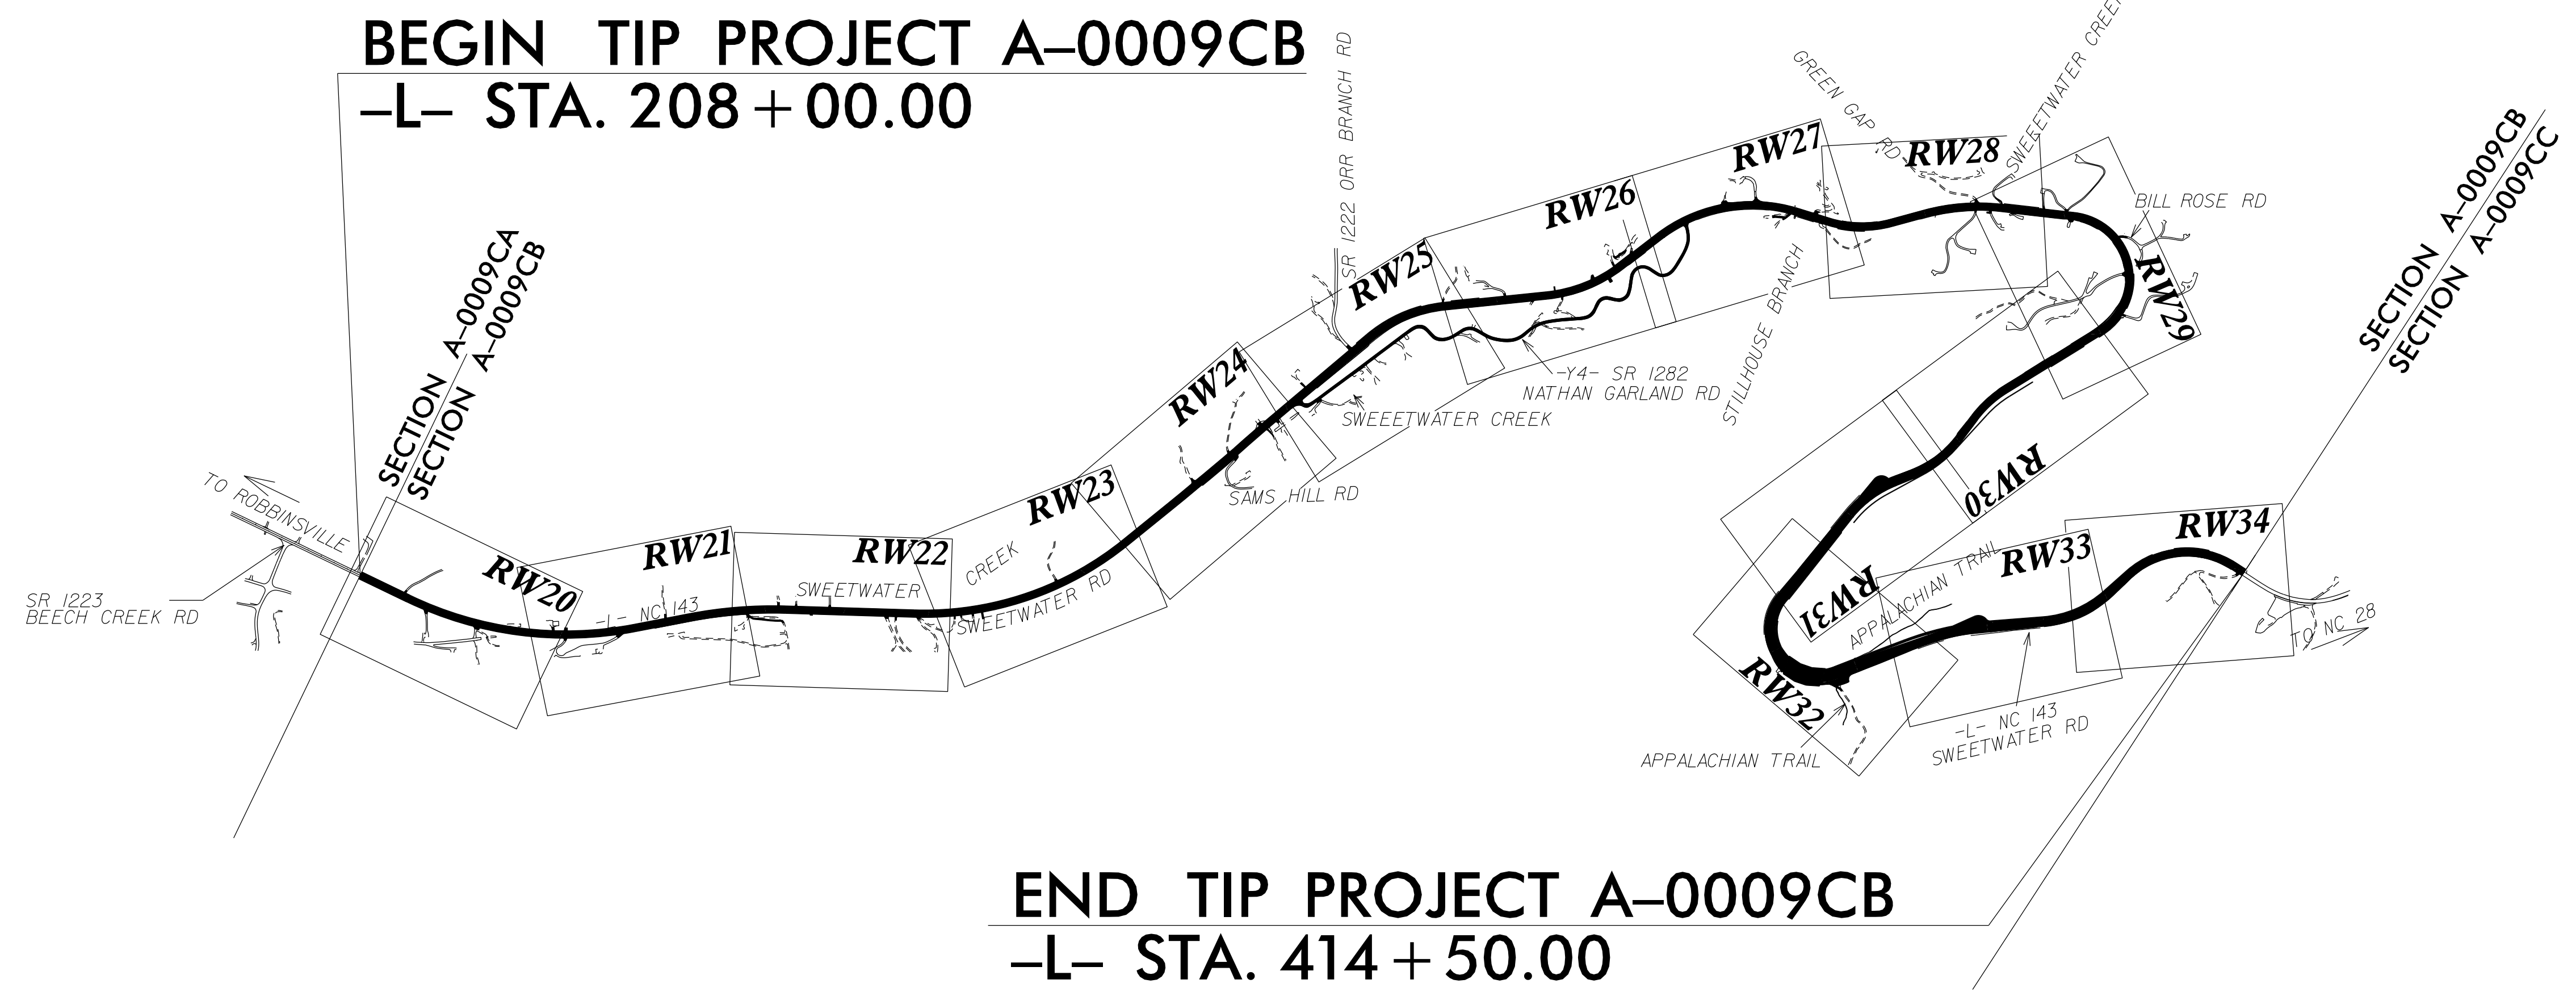 BEGIN TIP PROJECT A–0009CB
–L– STA. 208+00.00
SECTION A–0009CA
SECTION A–0009CB
TO ROBBINSVILLE
SR 1223
BEECH CREEK RD
RW20
RW21
-L- NC 143
RW22
SWEETWATER
CREEK
SWEETWATER RD
RW23
RW24
SAMS HILL RD
SR 1222 ORR BRANCH RD
RW25
SWEEETWATER CREEK
RW26
-Y4- SR 1282
NATHAN GARLAND RD
RW27
STILLHOUSE BRANCH
GREEN GAP RD
RW28
SWEEETWATER CREEK
BILL ROSE RD
RW29
RW30
RW31
RW32
APPALACHIAN TRAIL
APPALACHIAN TRAIL
RW33
-L- NC 143
SWEETWATER RD
RW34
TO NC 28
SECTION A–0009CB
SECTION A–0009CC
END TIP PROJECT A–0009CB
–L– STA. 414+50.00